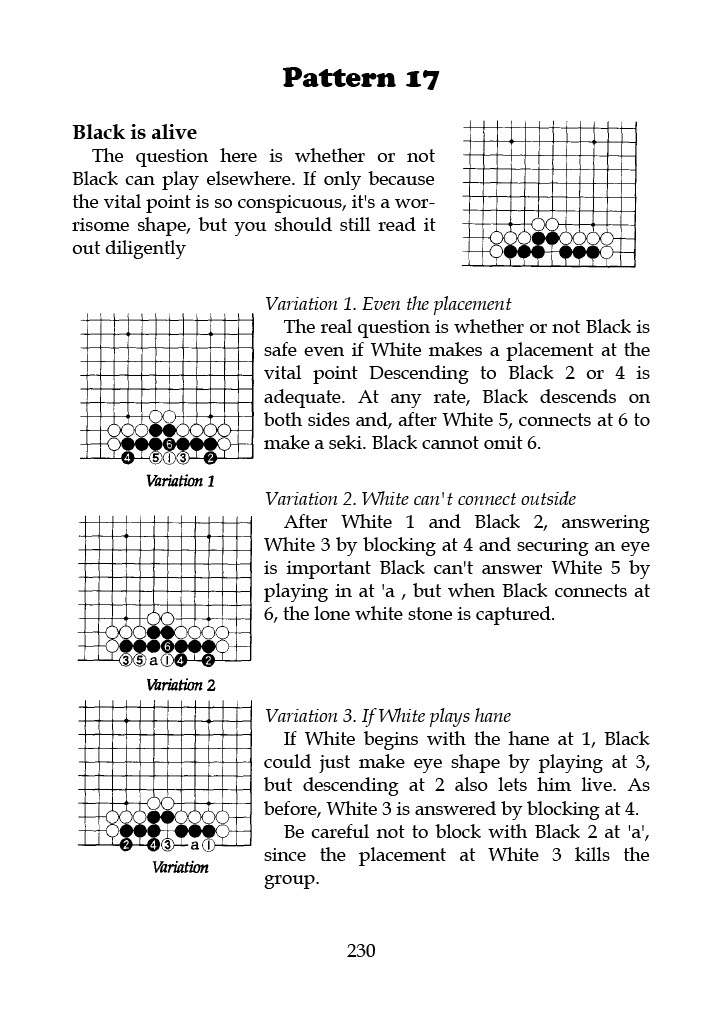 Pattern 17
Black is alive
The question here is whether or not
Black can play elsewhere. If only because
the vital point is so conspicuous, it's a wor-
risome shape, but you should still read it
out diligently
Variation 1. Even the placement
The real question is whether or not Black is
safe even if White makes a placement at the
vital point Descending to Black 2 or 4 is
adequate. At any rate, Black descends on
both sides and, after White 5, connects at 6 to
make a seki. Black cannot omit 6.
6
4 5 1 3 2
Variation 1
Variation 2. White can't connect outside
After White 1 and Black 2, answering
White 3 by blocking at 4 and securing an eye
is important Black can't answer White 5 by
playing in at 'a , but when Black connects at
6, the lone white stone is captured.
6
3 5 a 1 4 2
Variation 2
Variation 3. If White plays hane
If White begins with the hane at 1, Black
could just make eye shape by playing at 3,
but descending at 2 also lets him live. As
before, White 3 is answered by blocking at 4.
Be careful not to block with Black 2 at 'a',
since the placement at White 3 kills the
group.
2 4 3 a 1
Variation
230